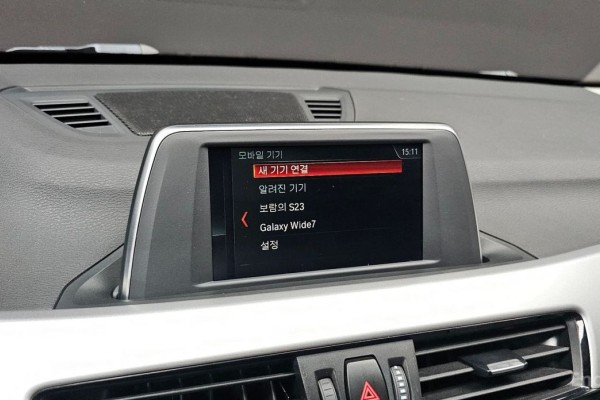 모바일 기기
15:11
새 기기 연결
알려진 기기
보람의 S23
Galaxy Wide7
설정